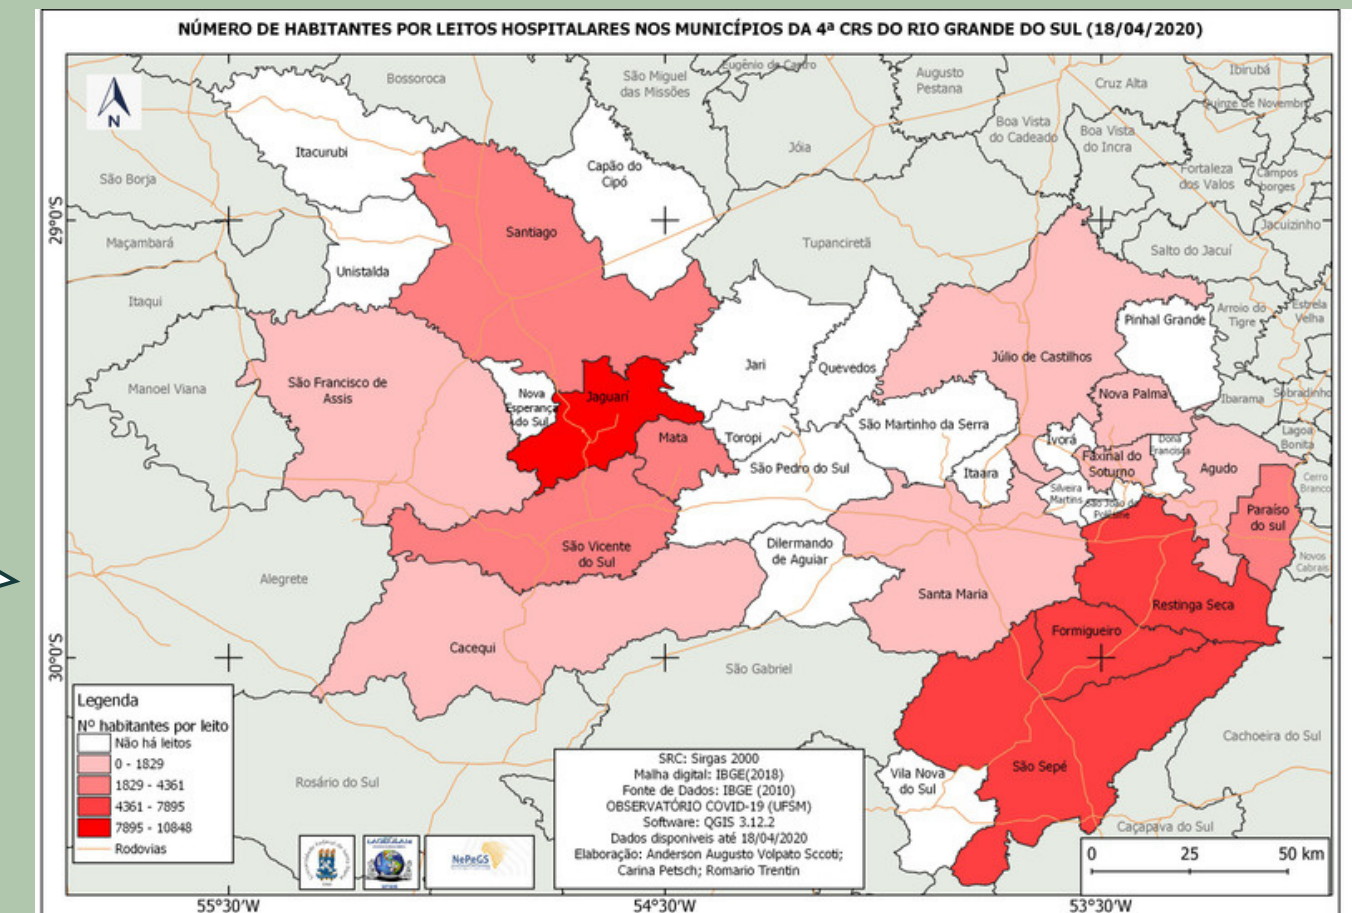 NÚMERO DE HABITANTES POR LEITOS HOSPITALARES NOS MUNICÍPIOS DA 4ª CRS DO RIO GRANDE DO SUL (18/04/2020)
N
Bossoroca
São Miguel
das Missões
Eugênio de Castro
Augusto
Pestana
Cruz Alta
Ibirubá
Quinze de Novembro
Boa Vista
do Cadeado
Boa Vista
do Incra
Jóia
Fortaleza
dos Valos
Campos
borges
Itacurubi
Capão do
Cipó
São Borja
29°0'S
Santiago
Maçambará
Tupanciretã
Salto do Jacuí
Jacuizinho
Unistalda
Itaqui
Arroio do
Tigre
Estrela
Velha
Pinhal Grande
Jari
Quevedos
Júlio de Castilhos
Manoel Viana
São Francisco de
Assis
Nova
Esperança
do Sul
Jaguari
Nova Palma
Ibarama
Sobradinho
Mata
Toropi
São Martinho da Serra
Ivorá
Dona
Francisca
Lagoa
Bonita
São Pedro do Sul
Itaara
Faxinal do
Soturno
Agudo
Cerro
Branco
Silveira
Martins
São João do
Polêsine
Paraíso
do sul
São Vicente
do Sul
Dilermando
de Aguiar
Novos
Cabrais
Alegrete
Santa Maria
Restinga Seca
Formigueiro
30°0'S
Cacequi
São Gabriel
Cachoeira do Sul
Rosário do Sul
Vila Nova
do Sul
São Sepé
Caçapava do Sul
Legenda
Nº habitantes por leito
Não há leitos
0 - 1829
1829 - 4361
4361 - 7895
7895 - 10848
Rodovias
SRC: Sirgas 2000
Malha digital: IBGE(2018)
Fonte de Dados: IBGE (2010)
OBSERVATÓRIO COVID-19 (UFSM)
Software: QGIS 3.12.2
Dados disponiveis até 18/04/2020
Elaboração: Anderson Augusto Volpato Sccoti;
Carina Petsch; Romario Trentin
NePeGS
0 25 50 km
55°30'W 54°30'W 53°30'W